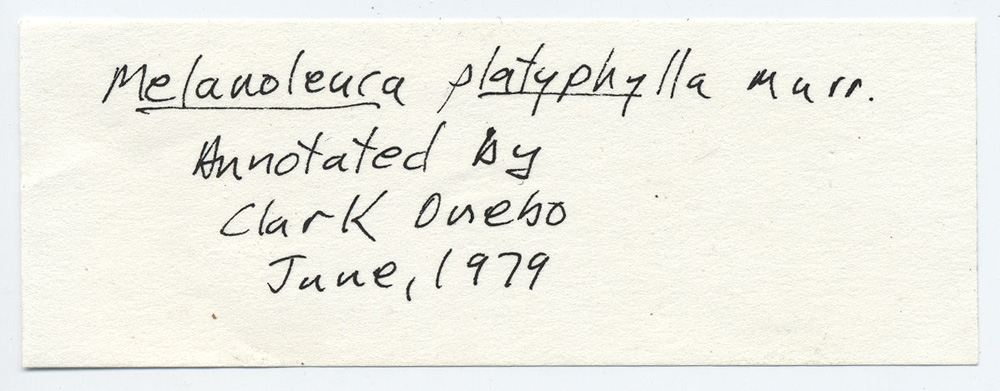 Melanoleuca platyphylla Murr.
Annotated by
Clark Ovrebo
June, 1979